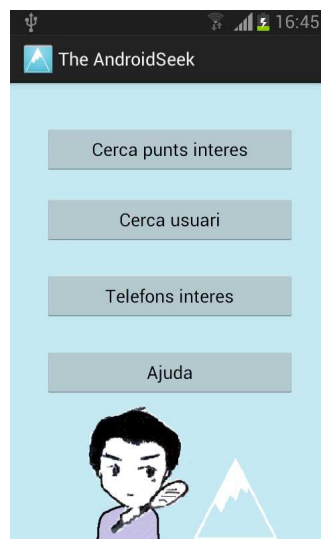 16:45
The AndroidSeek
Cerca punts interes
Cerca usuari
Telefons interes
Ajuda